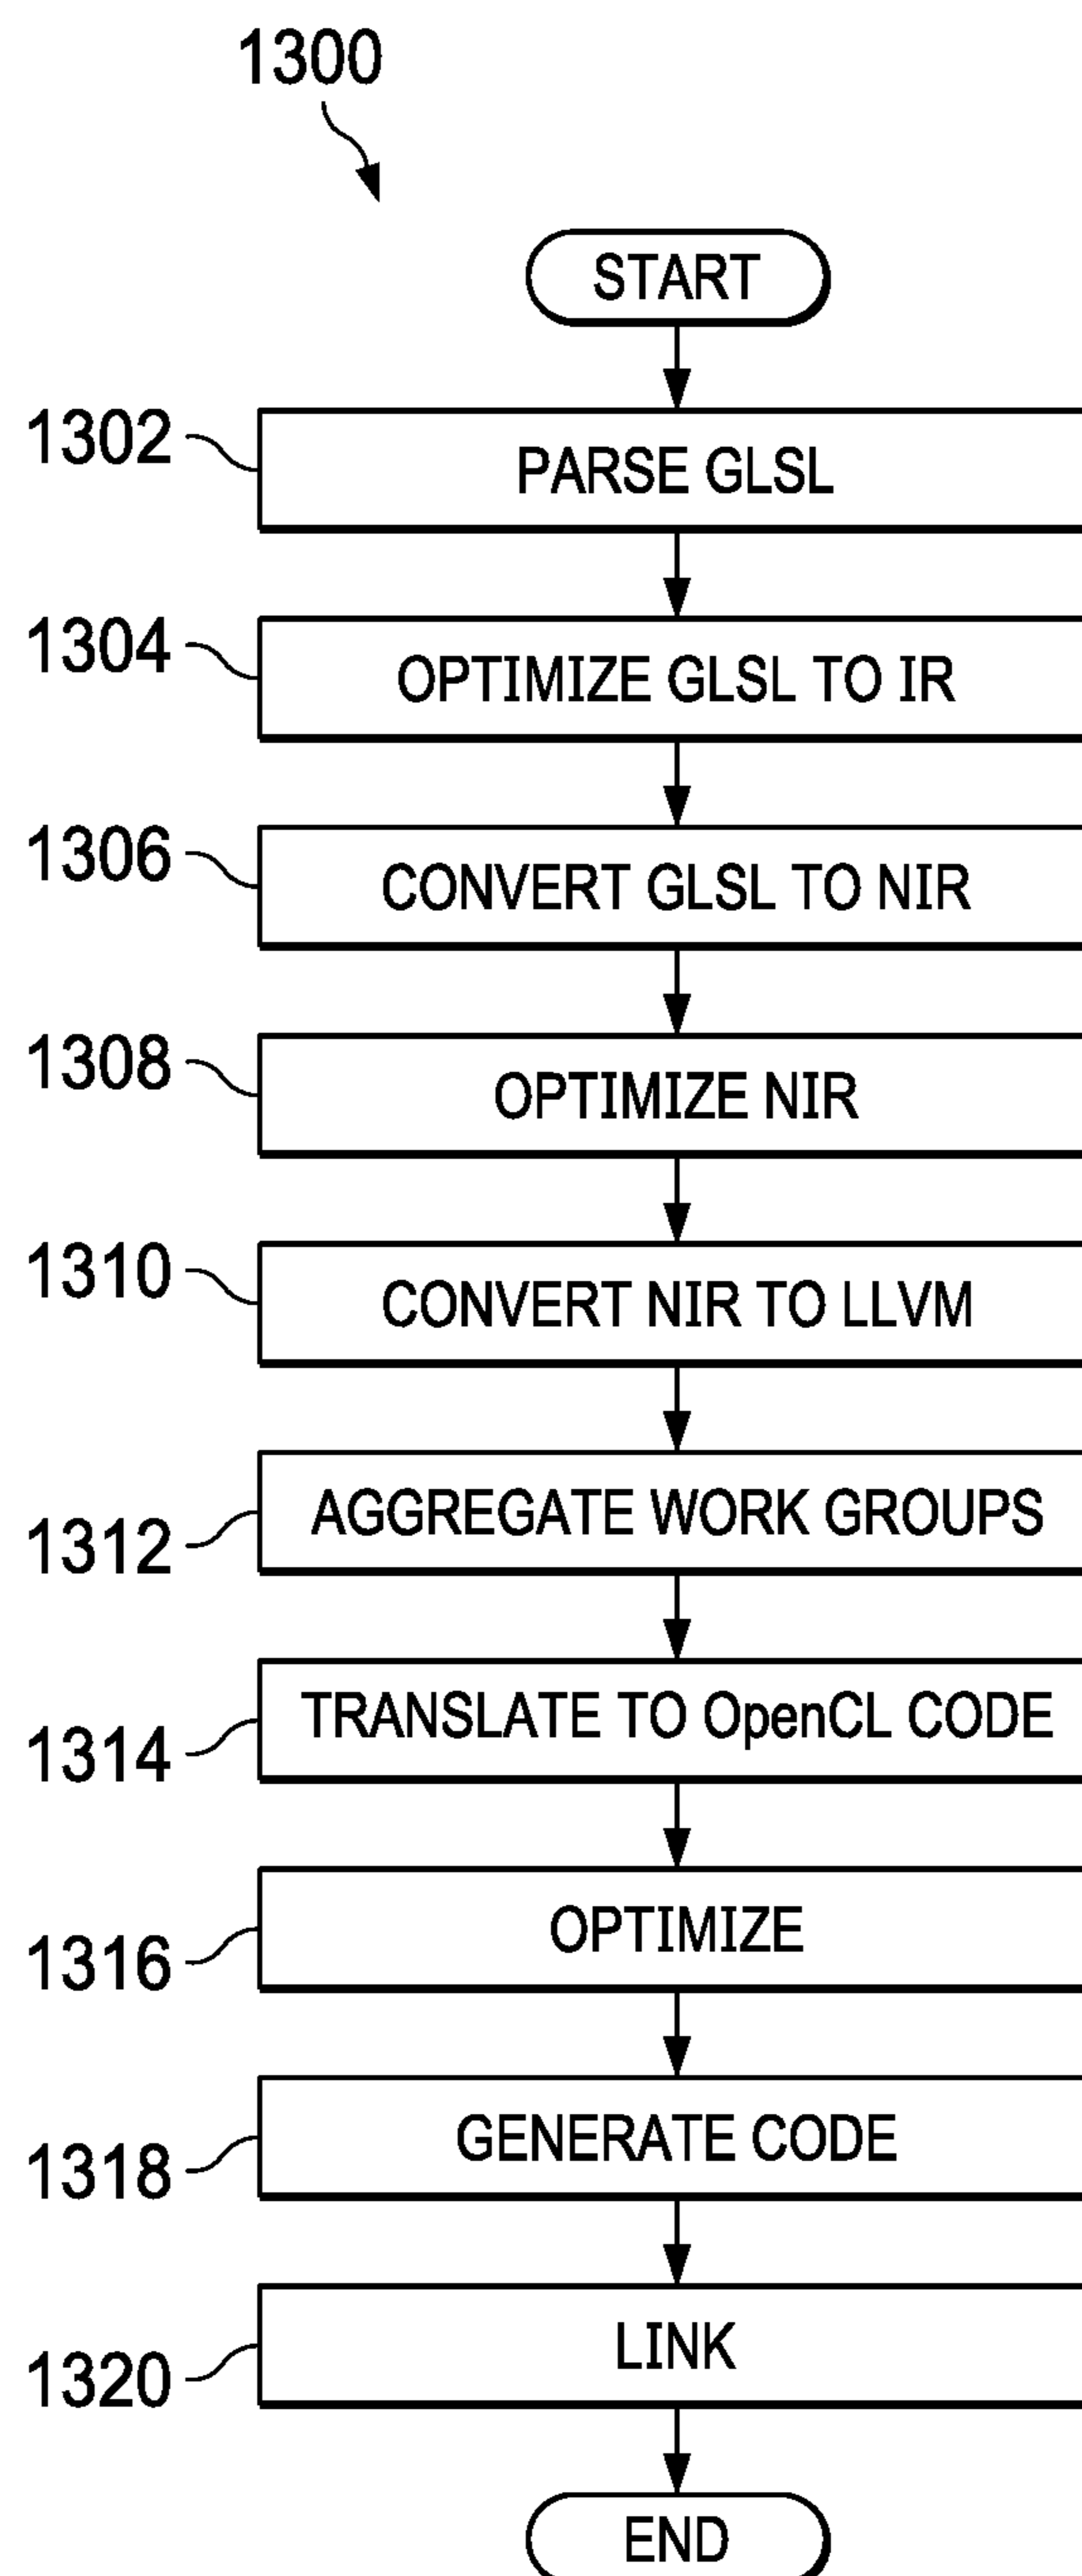 1300
START
1302
PARSE GLSL
1304
OPTIMIZE GLSL TO IR
1306
CONVERT GLSL TO NIR
1308
OPTIMIZE NIR
1310
CONVERT NIR TO LLVM
1312
AGGREGATE WORK GROUPS
1314
TRANSLATE TO OpenCL CODE
1316
OPTIMIZE
1318
GENERATE CODE
1320
LINK
END